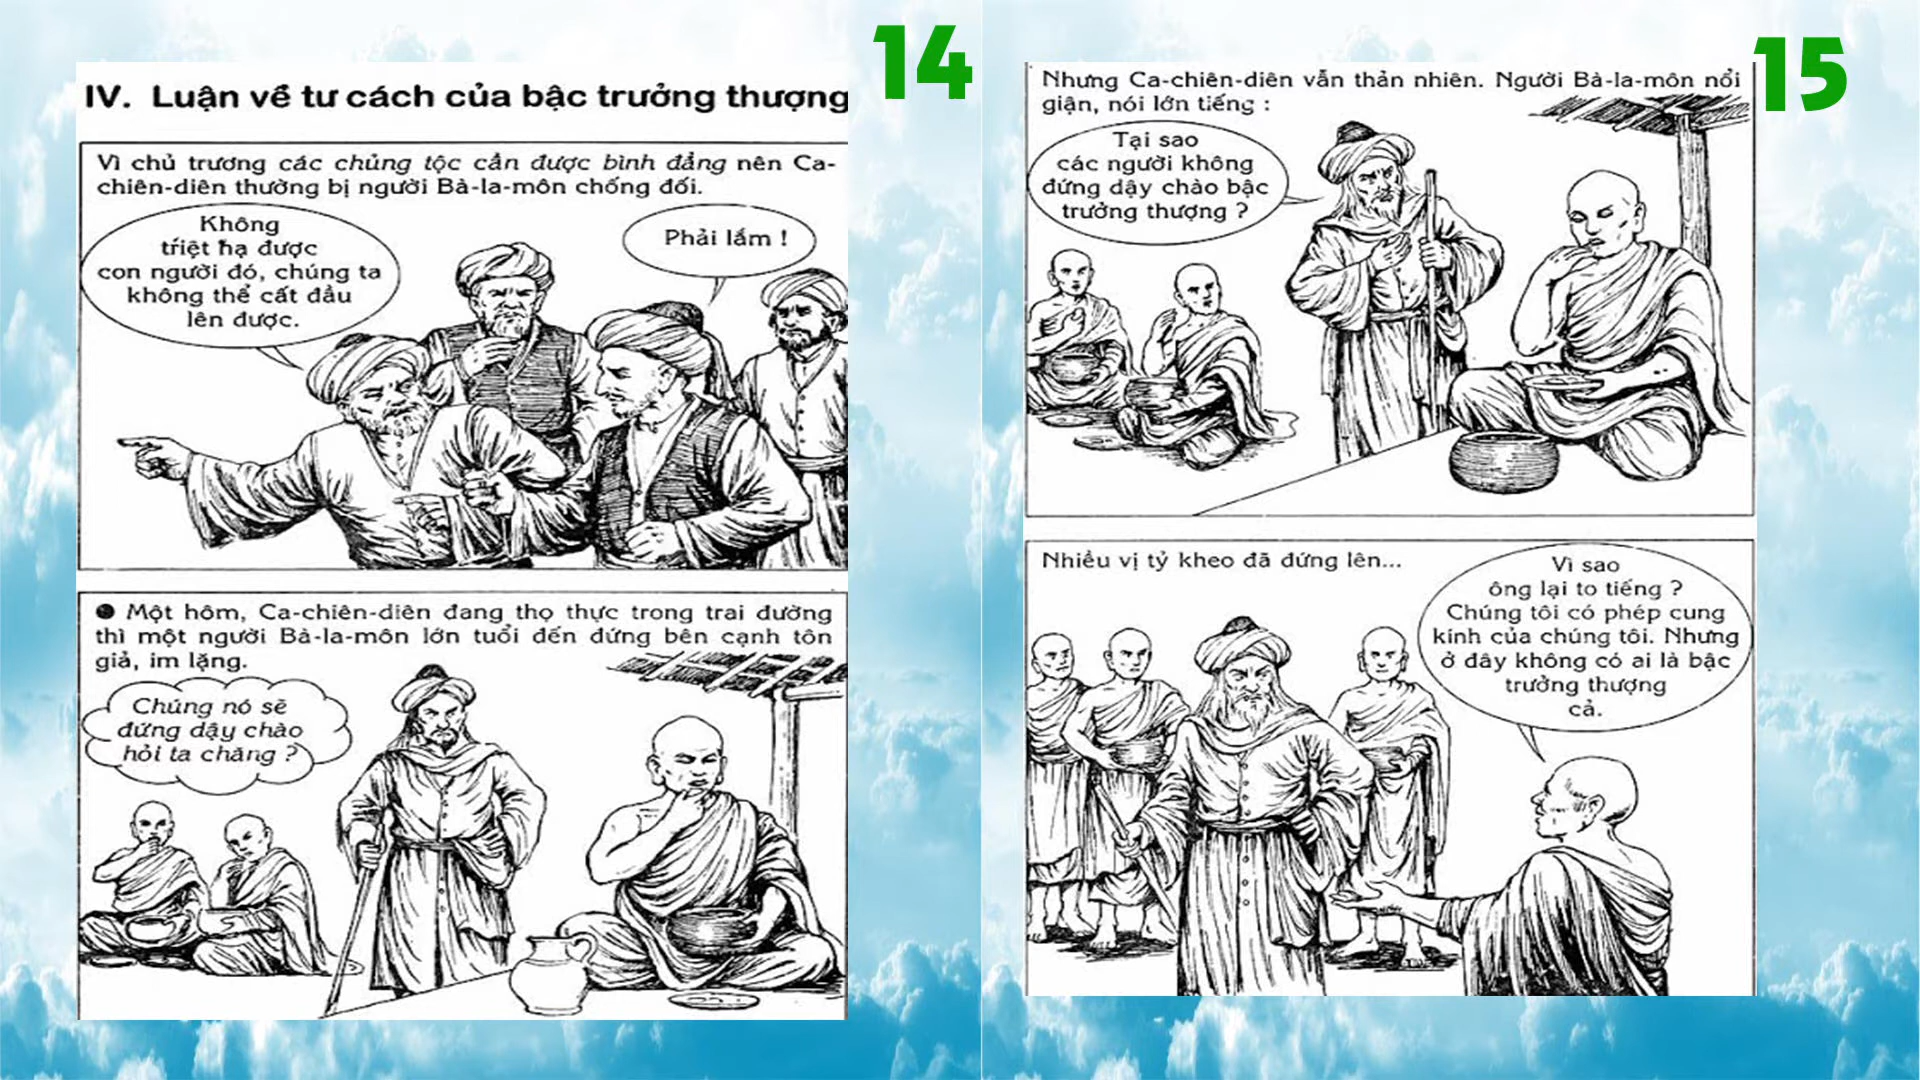 14
IV. Luận về tư cách của bậc trưởng thượng
Vì chủ trương các chủng tộc cần được bình đẳng nên Ca-
chiên-diên thường bị người Bà-la-môn chống đối.
Không
triệt hạ được
con người đó, chúng ta
không thể cất đầu
lên được.
Phải lắm !
● Một hôm, Ca-chiên-diên đang thọ thực trong trai đường
thì một người Bà-la-môn lớn tuổi đến đứng bên cạnh tôn
giả, im lặng.
Chúng nó sẽ
đứng dậy chào
hỏi ta chăng ?
15
Nhưng Ca-chiên-diên vẫn thản nhiên. Người Bà-la-môn nổi
giận, nói lớn tiếng :
Tại sao
các người không
đứng dậy chào bậc
trưởng thượng ?
Nhiều vị tỷ kheo đã đứng lên...
Vì sao
ông lại to tiếng ?
Chúng tôi có phép cung
kính của chúng tôi. Nhưng
ở đây không có ai là bậc
trưởng thượng
cả.